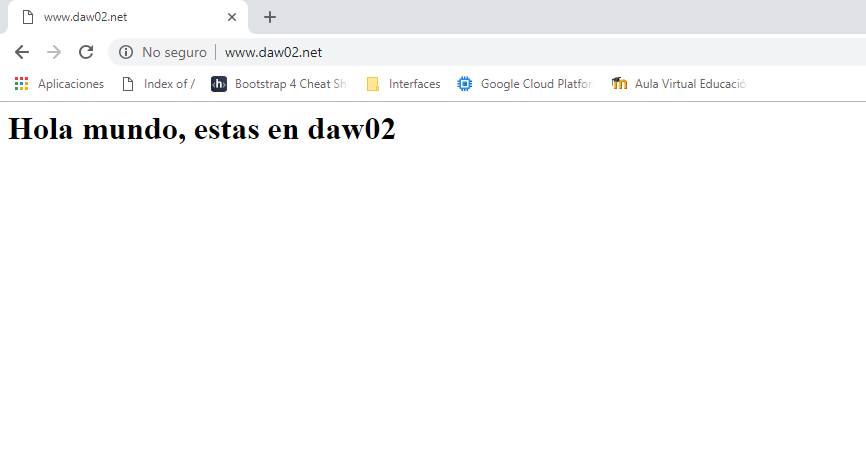 www.daw02.net
No seguro | www.daw02.net
Aplicaciones Index of / Bootstrap 4 Cheat Sh Interfaces Google Cloud Platfor Aula Virtual Educació
Hola mundo, estas en daw02